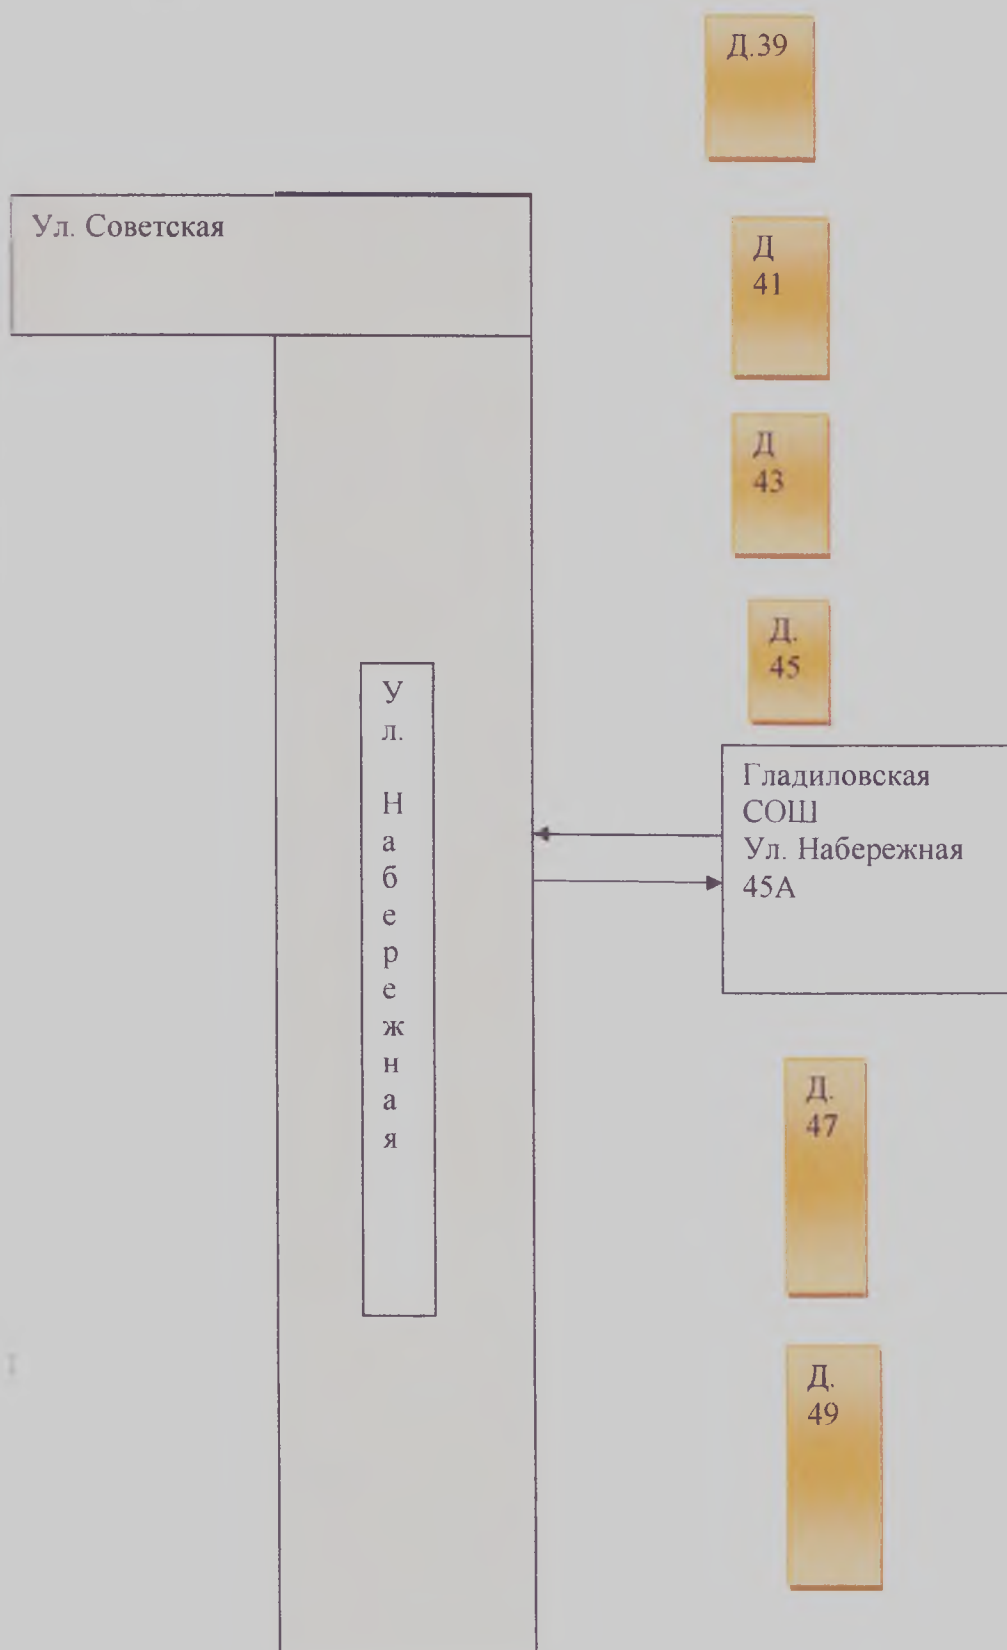 Д.39
Ул. Советская
Д
41
Д
43
Д.
45
У
л.
Н
а
б
е
р
е
ж
н
а
я
Гладиловская
СОШ
Ул. Набережная
45А
Д.
47
Д.
49